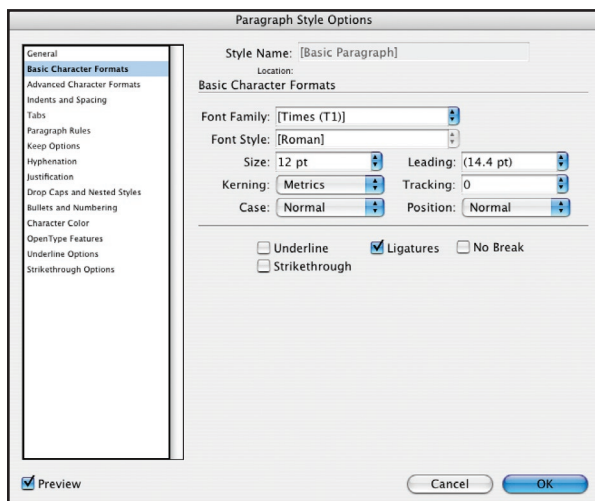 Paragraph Style Options
General
Basic Character Formats
Advanced Character Formats
Indents and Spacing
Tabs
Paragraph Rules
Keep Options
Hyphenation
Justification
Drop Caps and Nested Styles
Bullets and Numbering
Character Color
OpenType Features
Underline Options
Strikethrough Options
Style Name: [Basic Paragraph]
Location:
Basic Character Formats
Font Family: [Times (T1)]
Font Style: [Roman]
Size: 12 pt Leading: (14.4 pt)
Kerning: Metrics Tracking: 0
Case: Normal Position: Normal
Underline Ligatures No Break
Strikethrough
Preview Cancel OK